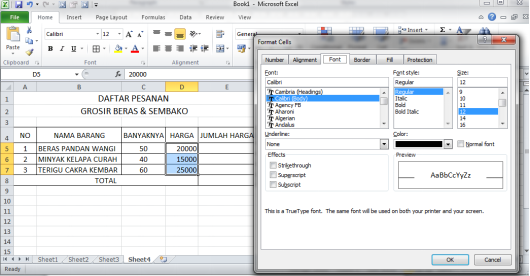 Book1 - Microsoft Excel
File Home Insert Page Layout Formulas Data Review View
Paste Calibri 12 General Insert
Clipboard Font
D5 20000
A B C D
1 DAFTAR PESANAN
2 GROSIR BERAS & SEMBAKO
3
4 NO NAMA BARANG BANYAKNYA HARGA JUMLAH HARGA
5 1 BERAS PANDAN WANGI 50 20000
6 2 MINYAK KELAPA CURAH 40 15000
7 3 TERIGU CAKRA KEMBAR 60 25000
8 TOTAL
9
10
11
12
13
14
15
Sheet1 Sheet2 Sheet3 Sheet4
Ready
Format Cells
Number Alignment Font Border Fill Protection
Font: Font style: Size:
Calibri Regular 12
Cambria (Headings) Regular 9
Calibri (Body) Italic 10
Agency FB Bold 11
Aharoni Bold Italic 12
Algerian 14
Andalus 16
Underline: Color:
None Normal font
Effects Preview
Strikethrough
Superscript
Subscript
AaBbCcYyZz
This is a TrueType font. The same font will be used on both your printer and your screen.
OK Cancel